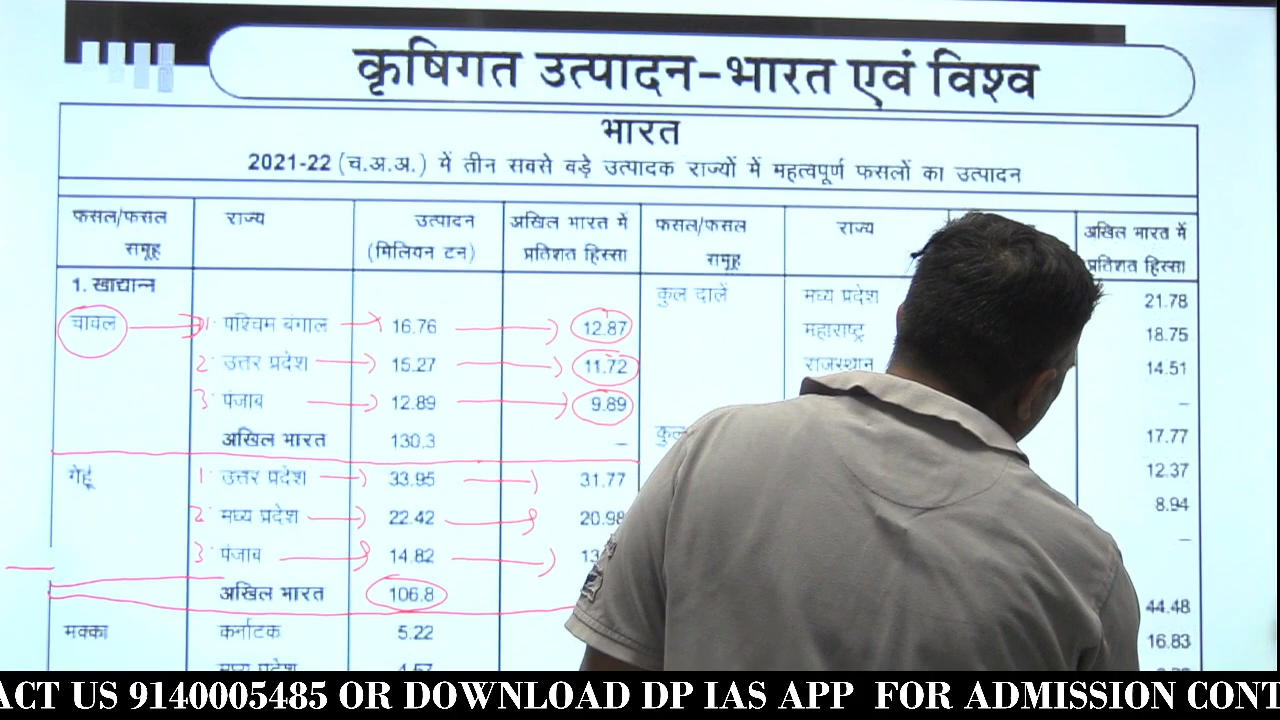 कृषिगत उत्पादन-भारत एवं विश्व
भारत
2021-22 (च.अ.अ.) में तीन सबसे बड़े उत्पादक राज्यों में महत्वपूर्ण फसलों का उत्पादन
फसल/फसल समूह राज्य उत्पादन (मिलियन टन) अखिल भारत में प्रतिशत हिस्सा फसल/फसल समूह राज्य अखिल भारत में प्रतिशत हिस्सा
1. खाद्यान्न कुल दालें मध्य प्रदेश 21.78
चावल 1. पश्चिम बंगाल 16.76 12.87 महाराष्ट्र 18.75
2. उत्तर प्रदेश 15.27 11.72 राजस्थान 14.51
3. पंजाब 12.89 9.89 –
अखिल भारत 130.3 – कुल 17.77
गेहूं 1. उत्तर प्रदेश 33.95 31.77 12.37
2. मध्य प्रदेश 22.42 20.98 8.94
3. पंजाब 14.82 –
अखिल भारत 106.8 44.48
मक्का कर्नाटक 5.22 16.83
मध्य प्रदेश
ACT US 9140005485 OR DOWNLOAD DP IAS APP FOR ADMISSION CONT